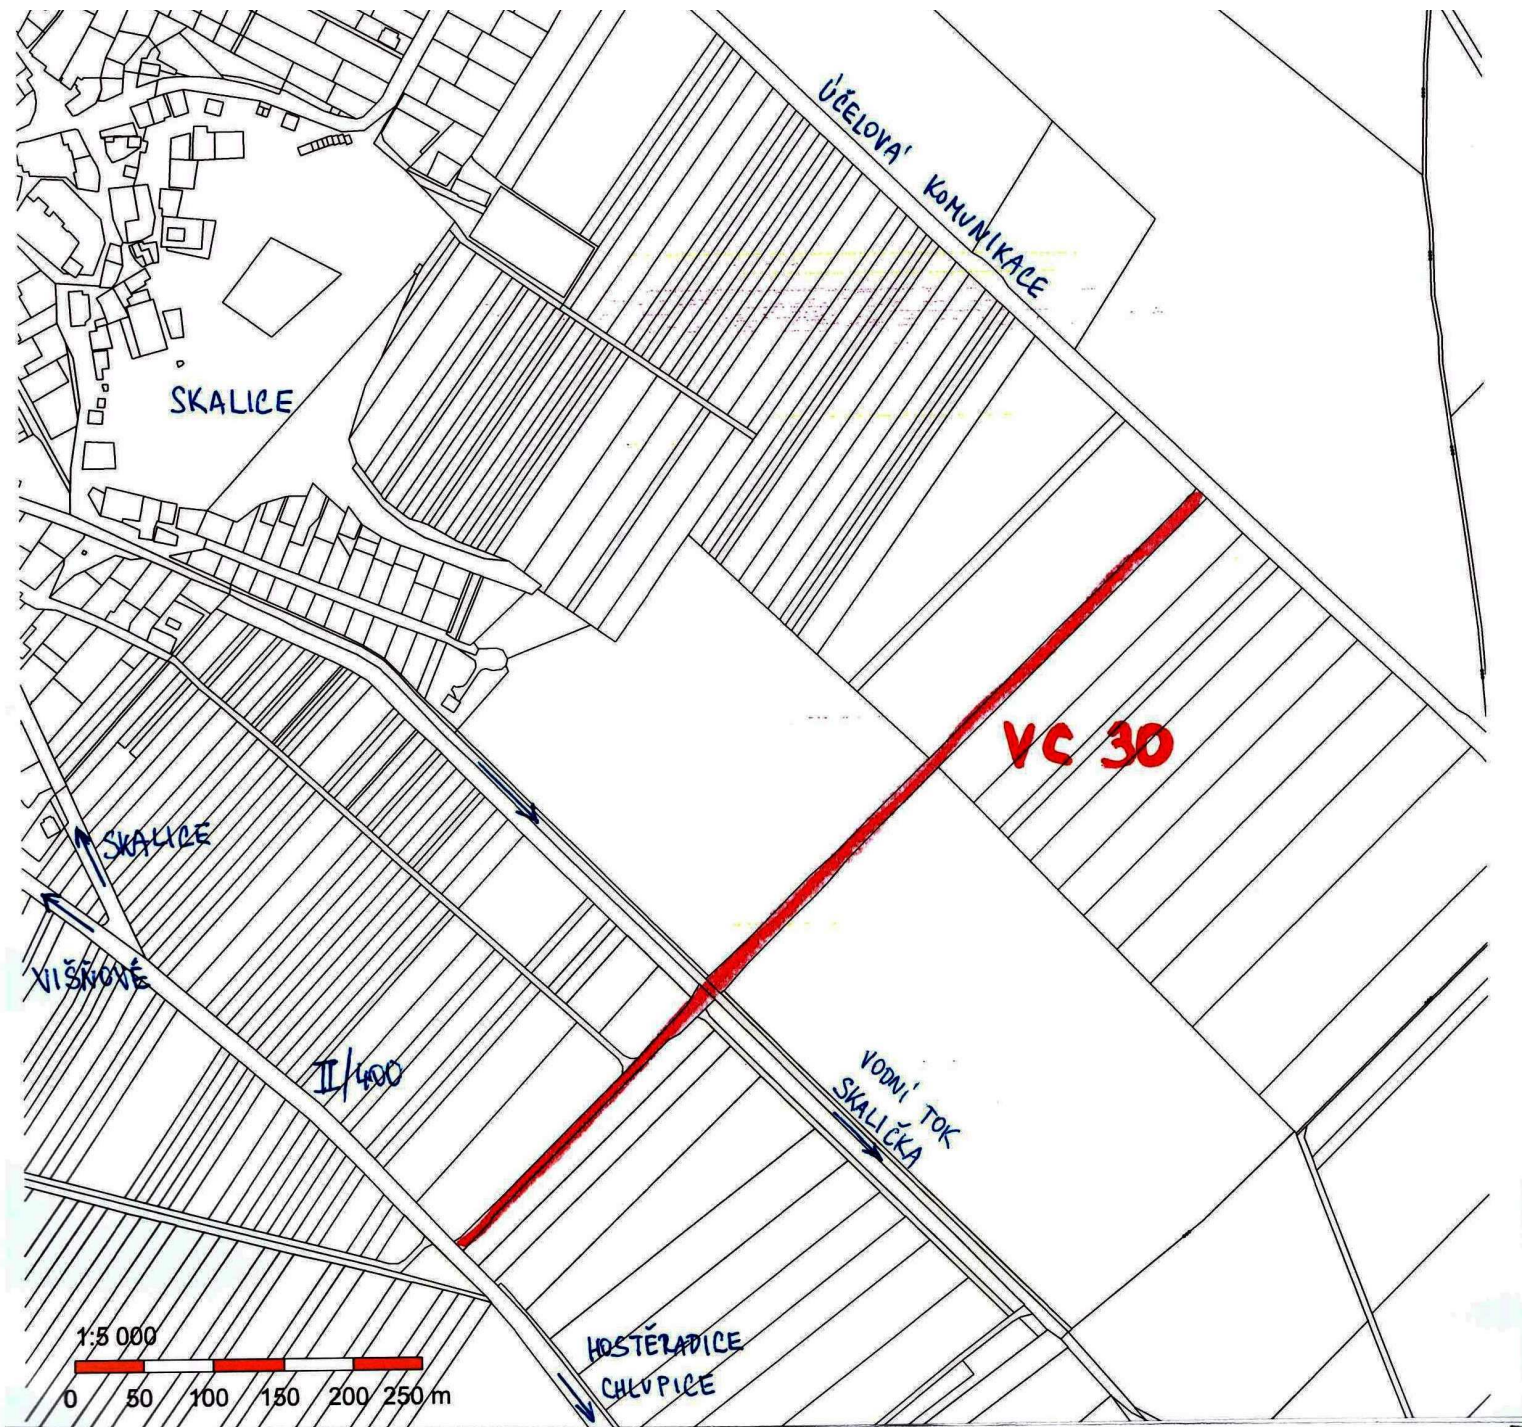 ÚČELOVÁ
KOMUNIKACE
SKALICE
VC 30
SKALICE
VIŠŇOVÉ
II/400
VODNÍ TOK
SKALIČKA
HOSTĚRADICE
CHLUPICE
1:5 000
0 50 100 150 200 250 m